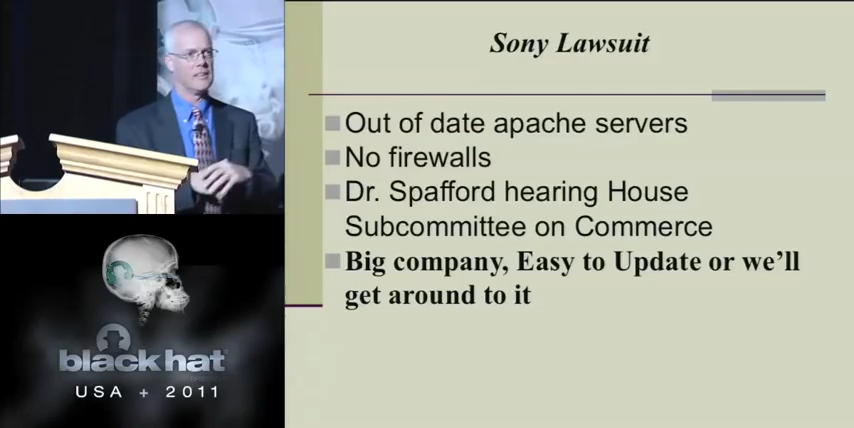 Sony Lawsuit
Out of date apache servers
No firewalls
Dr. Spafford hearing House
Subcommittee on Commerce
Big company, Easy to Update or we'll
get around to it
black hat
USA + 2011